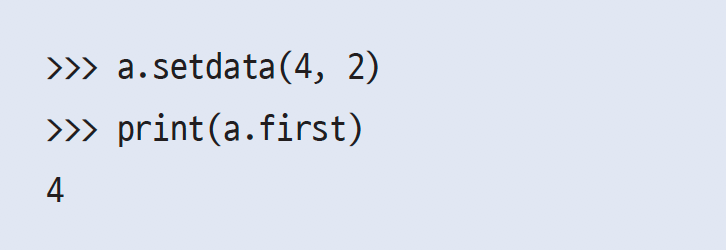 >>> a.setdata(4, 2)
>>> print(a.first)
4